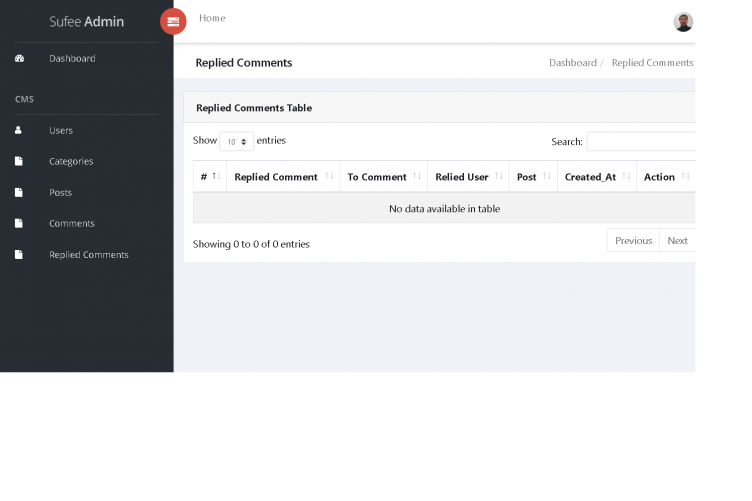 Sufee Admin
Home
Dashboard
Replied Comments
Dashboard / Replied Comments
CMS
Users
Categories
Posts
Comments
Replied Comments
Replied Comments Table
Show 10 entries
Search:
# Replied Comment To Comment Relied User Post Created_At Action
No data available in table
Showing 0 to 0 of 0 entries
Previous Next